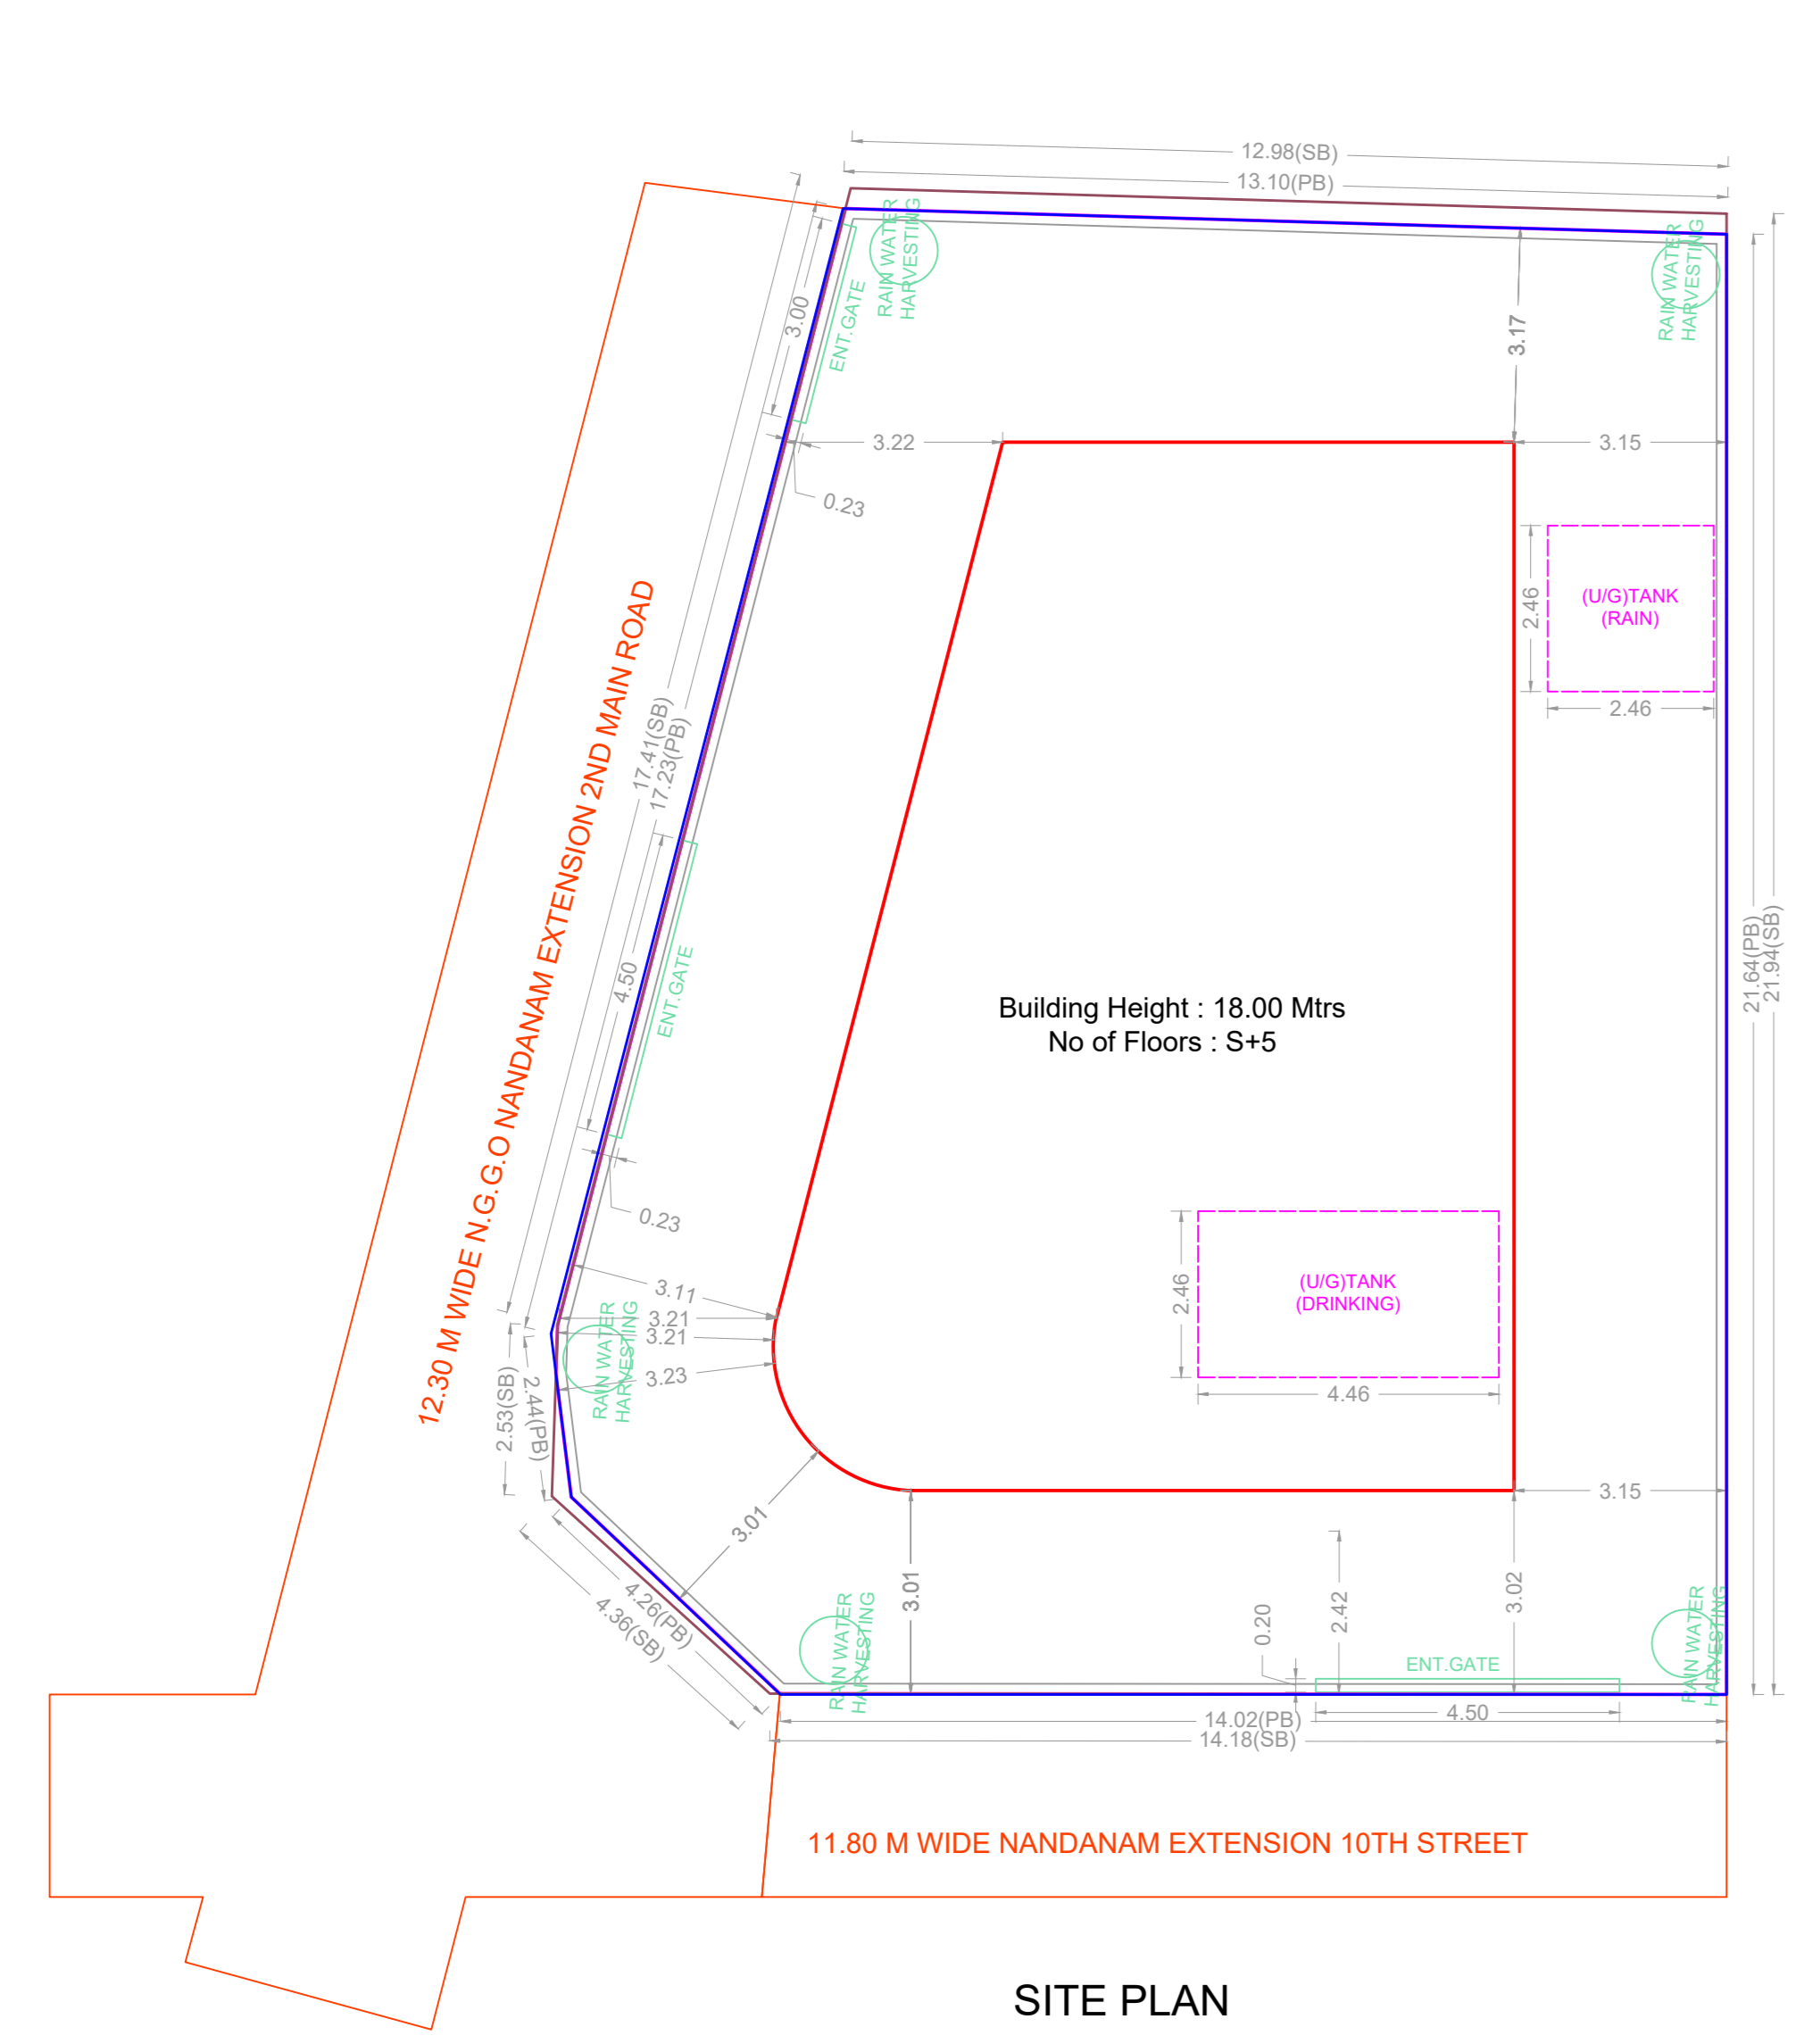 12.98(SB)
13.10(PB)
RAIN WATER
HARVESTING
RAIN WATER
HARVESTING
3.00
ENT.GATE
3.17
3.22
3.15
0.23
2.46
(U/G)TANK
(RAIN)
2.46
12.30 M WIDE N.G.G.O NANDANAM EXTENSION 2ND MAIN ROAD
17.41(SB)
17.23(PB)
21.64(PB)
21.94(SB)
4.50
ENT.GATE
Building Height : 18.00 Mtrs
No of Floors : S+5
0.23
2.46
(U/G)TANK
(DRINKING)
4.46
3.11
3.21
3.21
3.23
RAIN WATER
HARVESTING
2.53(SB)
2.44(PB)
3.01
3.15
4.26(PB)
4.36(SB)
3.01
2.42
3.02
0.20
RAIN WATER
HARVESTING
ENT.GATE
RAIN WATER
HARVESTING
4.50
14.02(PB)
14.18(SB)
11.80 M WIDE NANDANAM EXTENSION 10TH STREET
SITE PLAN